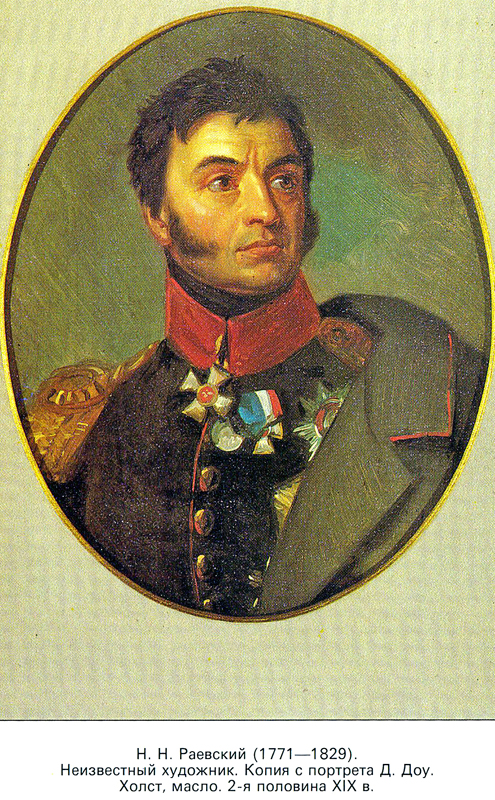 Н. Н. Раевский (1771—1829).
Неизвестный художник. Копия с портрета Д. Доу.
Холст, масло. 2-я половина XIX в.